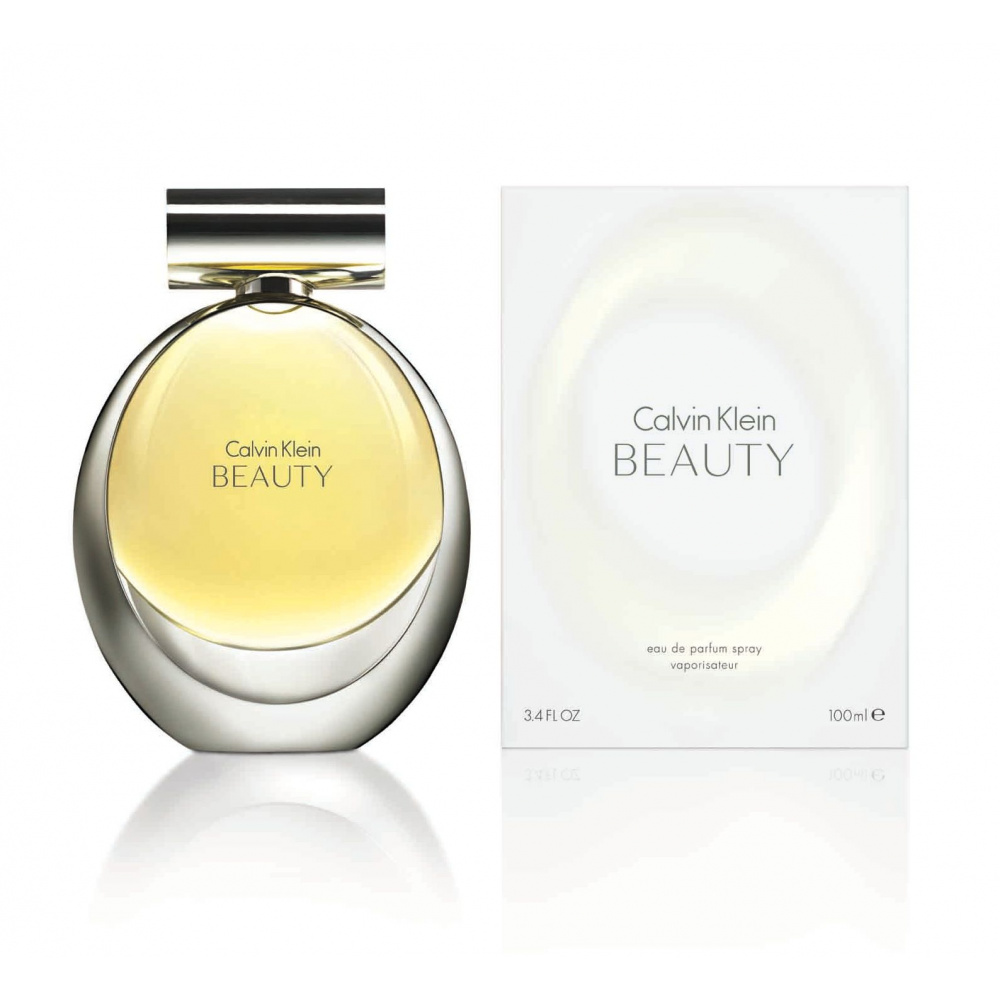 Calvin Klein
BEAUTY
Calvin Klein
BEAUTY
eau de parfum spray
vaporisateur
3.4 FL OZ
100ml e